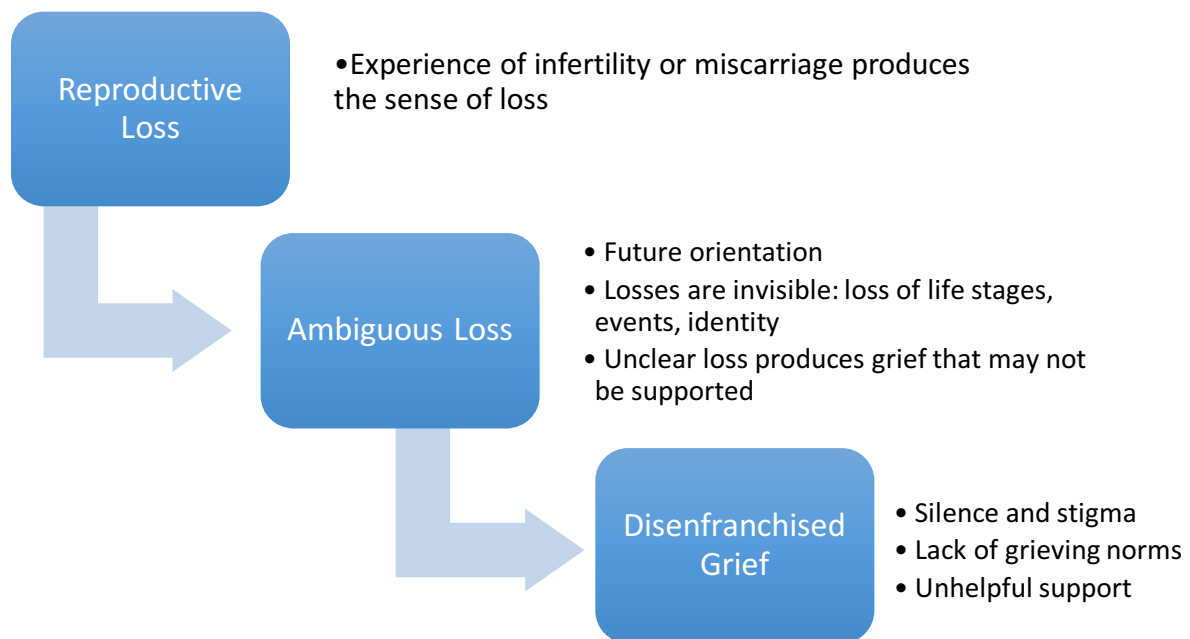 Reproductive
Loss
•Experience of infertility or miscarriage produces
the sense of loss
Ambiguous Loss
• Future orientation
• Losses are invisible: loss of life stages,
events, identity
• Unclear loss produces grief that may not
be supported
Disenfranchised
Grief
• Silence and stigma
• Lack of grieving norms
• Unhelpful support